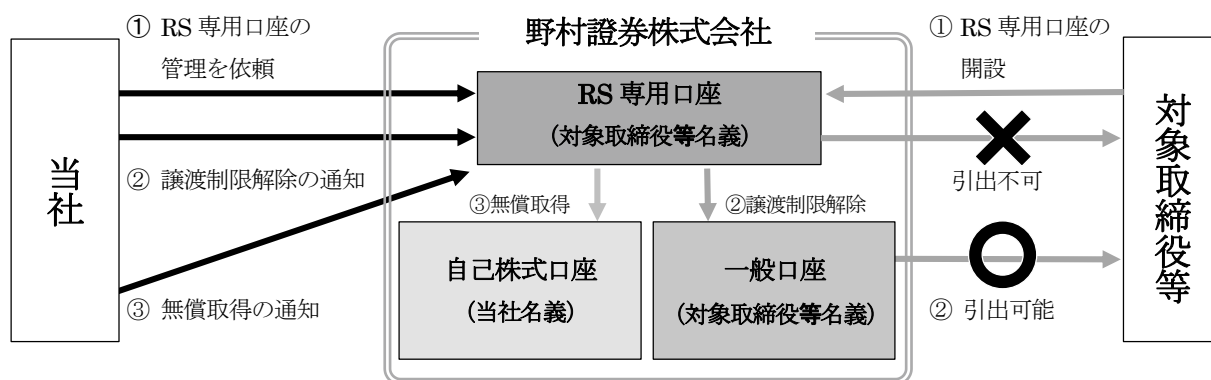 ① RS 専用口座の
管理を依頼
野村證券株式会社
① RS 専用口座の
開設
当社
RS 専用口座
(対象取締役等名義)
対象取締役等
② 譲渡制限解除の通知
引出不可
③無償取得
②譲渡制限解除
自己株式口座
(当社名義)
一般口座
(対象取締役等名義)
③ 無償取得の通知
② 引出可能